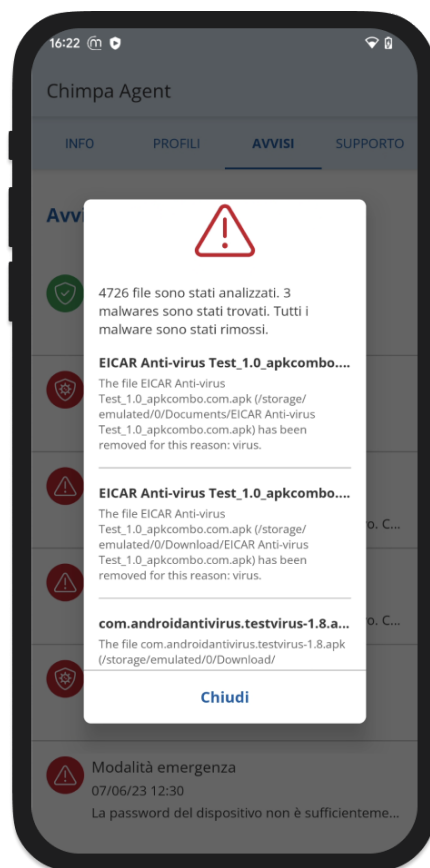 16:22
Chimpa Agent
INFO PROFILI AVVISI SUPPORTO
Avvi
4726 file sono stati analizzati. 3
malwares sono stati trovati. Tutti i
malware sono stati rimossi.
EICAR Anti-virus Test_1.0_apkcombo....
The file EICAR Anti-virus
Test_1.0_apkcombo.com.apk (/storage/
emulated/0/Documents/EICAR Anti-virus
Test_1.0_apkcombo.com.apk) has been
removed for this reason: virus.
EICAR Anti-virus Test_1.0_apkcombo....
The file EICAR Anti-virus
Test_1.0_apkcombo.com.apk (/storage/
emulated/0/Download/EICAR Anti-virus
Test_1.0_apkcombo.com.apk) has been
removed for this reason: virus.
o. C...
com.androidantivirus.testvirus-1.8.a...
o. C...
The file com.androidantivirus.testvirus-1.8.apk
(/storage/emulated/0/Download/
Chiudi
Modalità emergenza
07/06/23 12:30
La password del dispositivo non è sufficienteme...